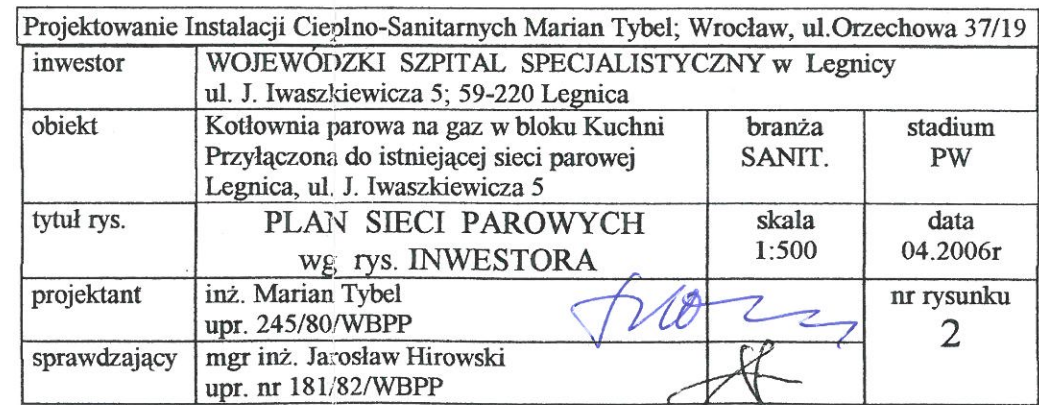 Projektowanie Instalacji Cieplno-Sanitarnych Marian Tybel; Wrocław, ul.Orzechowa 37/19
inwestor
WOJEWÓDZKI SZPITAL SPECJALISTYCZNY w Legnicy
ul. J. Iwaszkiewicza 5; 59-220 Legnica
obiekt
Kotłownia parowa na gaz w bloku Kuchni
Przyłączona do istniejącej sieci parowej
Legnica, ul. J. Iwaszkiewicza 5
branża
SANIT.
stadium
PW
tytuł rys.
PLAN SIECI PAROWYCH
wg rys. INWESTORA
skala
1:500
data
04.2006r
projektant
inż. Marian Tybel
upr. 245/80/WBPP
nr rysunku
2
sprawdzający
mgr inż. Jarosław Hirowski
upr. nr 181/82/WBPP